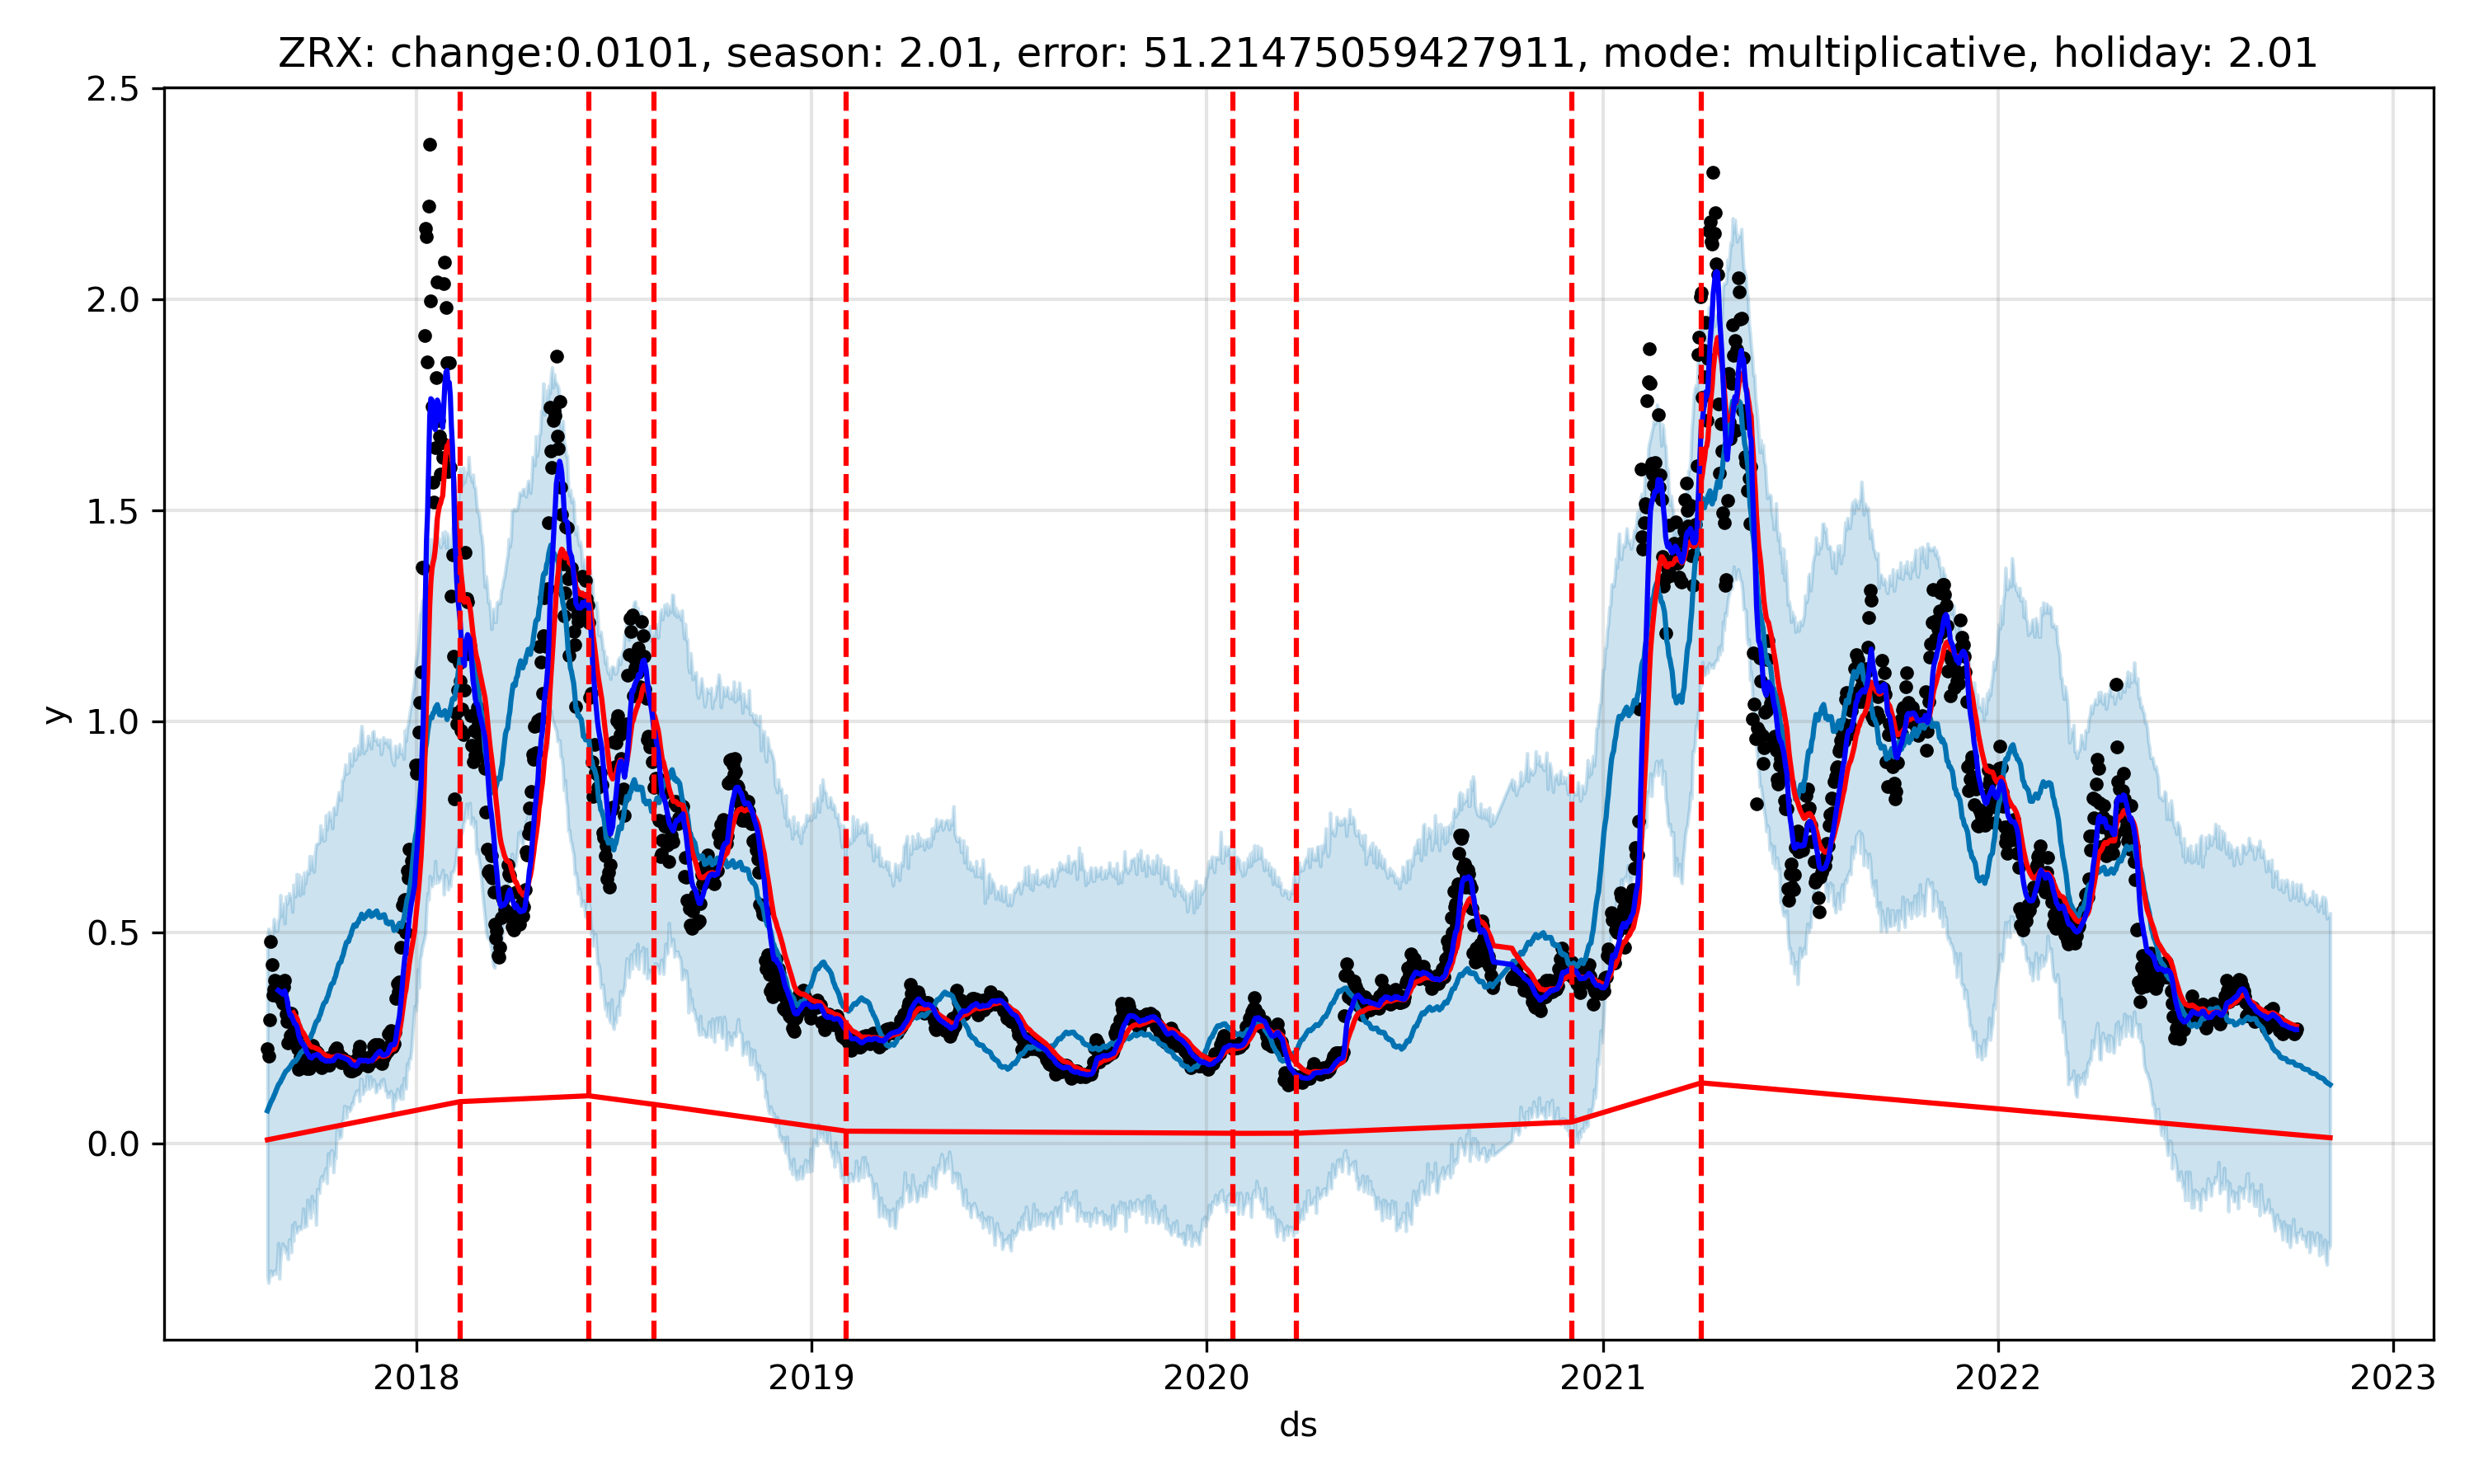 ZRX: change:0.0101, season: 2.01, error: 51.21475059427911, mode: multiplicative, holiday: 2.01
2.5
2.0
1.5
1.0
0.5
0.0
y
2018 2019 2020 2021 2022 2023
ds